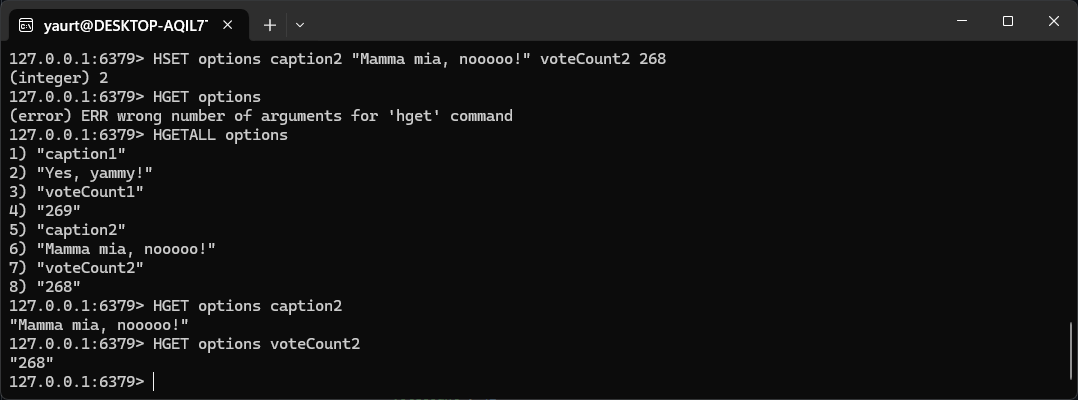 yaurt@DESKTOP-AQIL7
127.0.0.1:6379> HSET options caption2 "Mamma mia, nooooo!" voteCount2 268
(integer) 2
127.0.0.1:6379> HGET options
(error) ERR wrong number of arguments for 'hget' command
127.0.0.1:6379> HGETALL options
1) "caption1"
2) "Yes, yammy!"
3) "voteCount1"
4) "269"
5) "caption2"
6) "Mamma mia, nooooo!"
7) "voteCount2"
8) "268"
127.0.0.1:6379> HGET options caption2
"Mamma mia, nooooo!"
127.0.0.1:6379> HGET options voteCount2
"268"
127.0.0.1:6379>